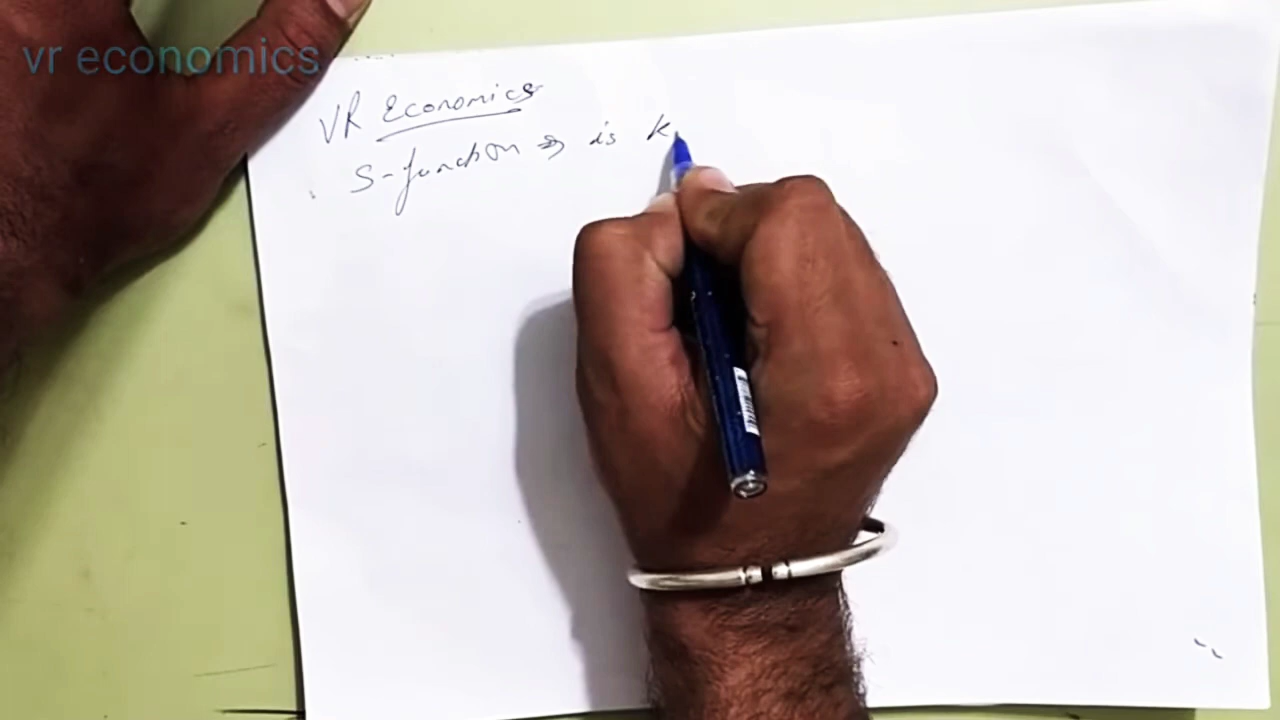 vr economics
VR Economics
S-function ⇒ is k